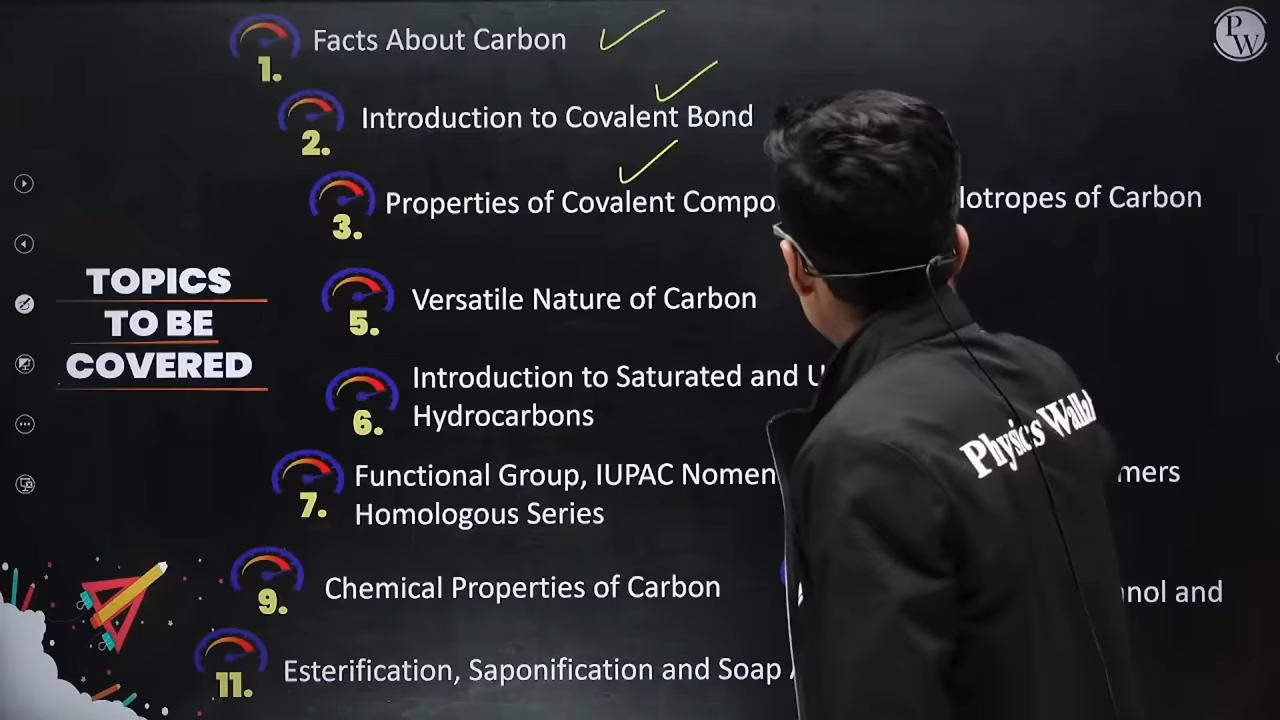 PW
1. Facts About Carbon
2. Introduction to Covalent Bond
3. Properties of Covalent
lotropes of Carbon
TOPICS
TO BE
COVERED
5. Versatile Nature of Carbon
6. Introduction to Saturated and
Hydrocarbons
7. Functional Group, IUPAC
mers
Homologous Series
Physics Wallah
9. Chemical Properties of Carbon
nol and
11. Esterification, Saponification and Soap